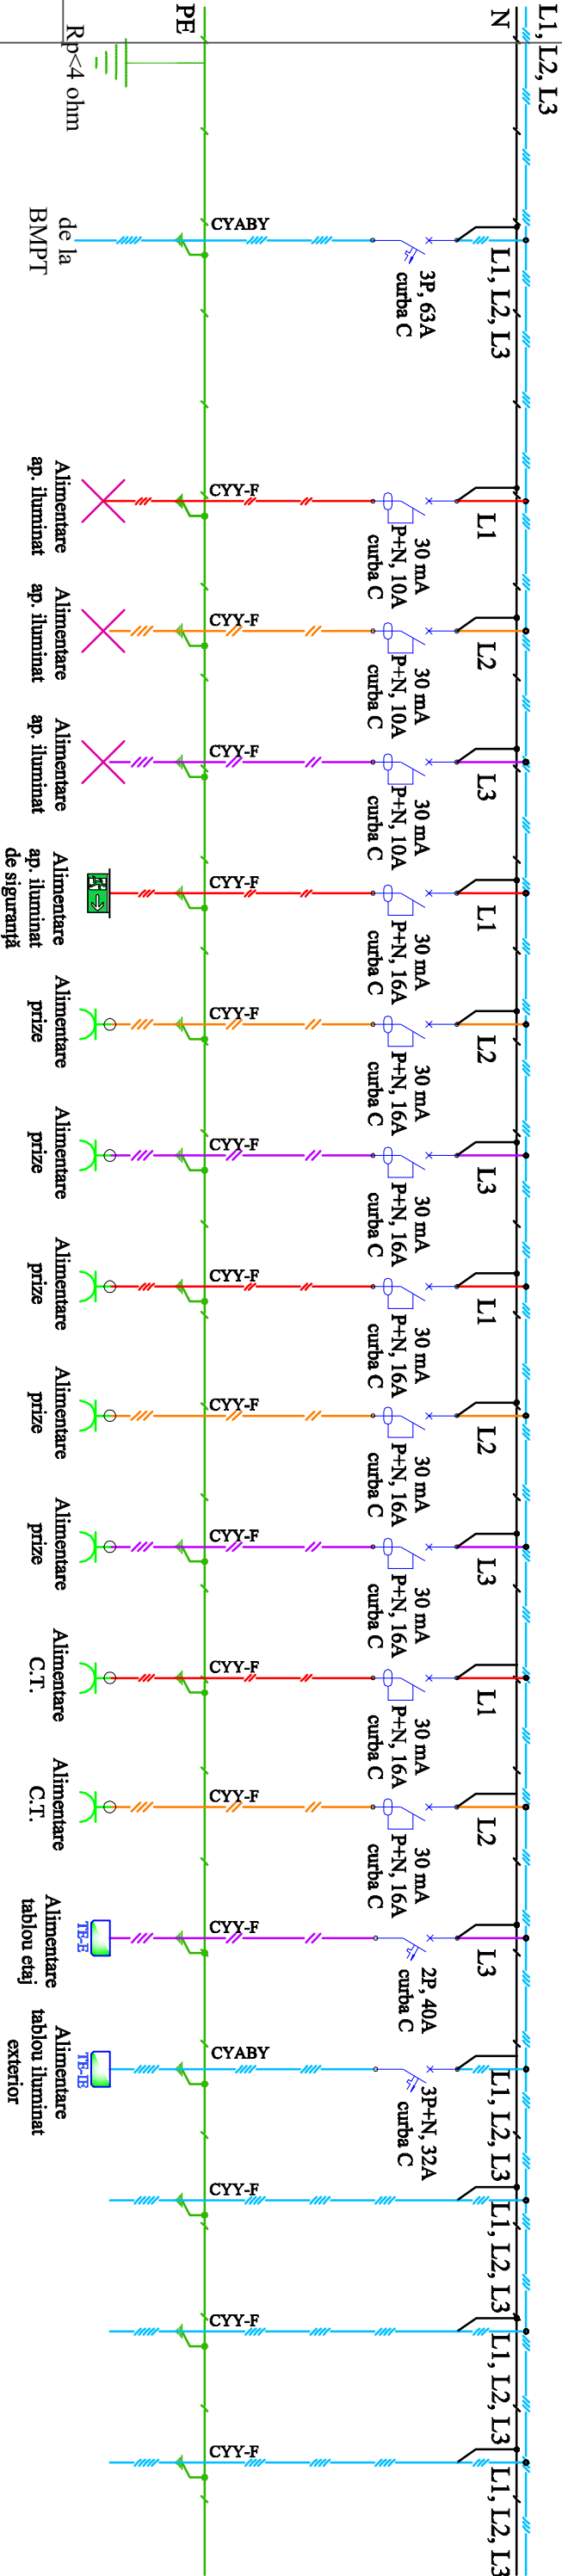 L1, L2, L3
N
PE
Rp<4 ohm
L1, L2, L3
3P, 63A
curba C
CYABY
de la
BMPT
L1
30 mA
P+N, 10A
curba C
CYY-F
Alimentare
ap. iluminat
L2
30 mA
P+N, 10A
curba C
CYY-F
Alimentare
ap. iluminat
L3
30 mA
P+N, 10A
curba C
CYY-F
Alimentare
ap. iluminat
L1
30 mA
P+N, 16A
curba C
CYY-F
Alimentare
ap. iluminat
de siguranță
L2
30 mA
P+N, 16A
curba C
CYY-F
Alimentare
prize
L3
30 mA
P+N, 16A
curba C
CYY-F
Alimentare
prize
L1
30 mA
P+N, 16A
curba C
CYY-F
Alimentare
prize
L2
30 mA
P+N, 16A
curba C
CYY-F
Alimentare
prize
L3
30 mA
P+N, 16A
curba C
CYY-F
Alimentare
prize
L1
30 mA
P+N, 16A
curba C
CYY-F
Alimentare
C.T.
L2
30 mA
P+N, 16A
curba C
CYY-F
Alimentare
C.T.
L3
2P, 40A
curba C
CYY-F
TE-E
Alimentare
tablou etaj
L1, L2, L3
3P+N, 32A
curba C
CYABY
TE-IE
Alimentare
tablou iluminat
exterior
L1, L2, L3
CYY-F
L1, L2, L3
CYY-F
L1, L2, L3
CYY-F